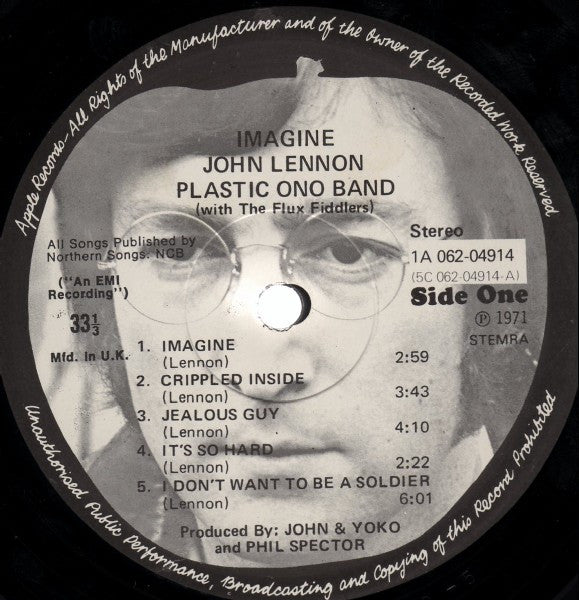 Apple Records-All Rights of the Manufacturer and of the Owner of the Recorded Work Reserved
IMAGINE
JOHN LENNON
PLASTIC ONO BAND
(with The Flux Fiddlers)
All Songs Published by
Northern Songs: NCB
("An EMI
Recording")
33⅓
Mfd. In U.K.
Stereo
1A 062-04914
(5C 062-04914-A)
Side One
Ⓟ 1971
STEMRA
1. IMAGINE
(Lennon) 2:59
2. CRIPPLED INSIDE
(Lennon) 3:43
3. JEALOUS GUY
(Lennon) 4:10
4. IT'S SO HARD
(Lennon) 2:22
5. I DON'T WANT TO BE A SOLDIER
(Lennon) 6:01
Produced By: JOHN & YOKO
and PHIL SPECTOR
Unauthorised Public Performance, Broadcasting and Copying of this Record Prohibited